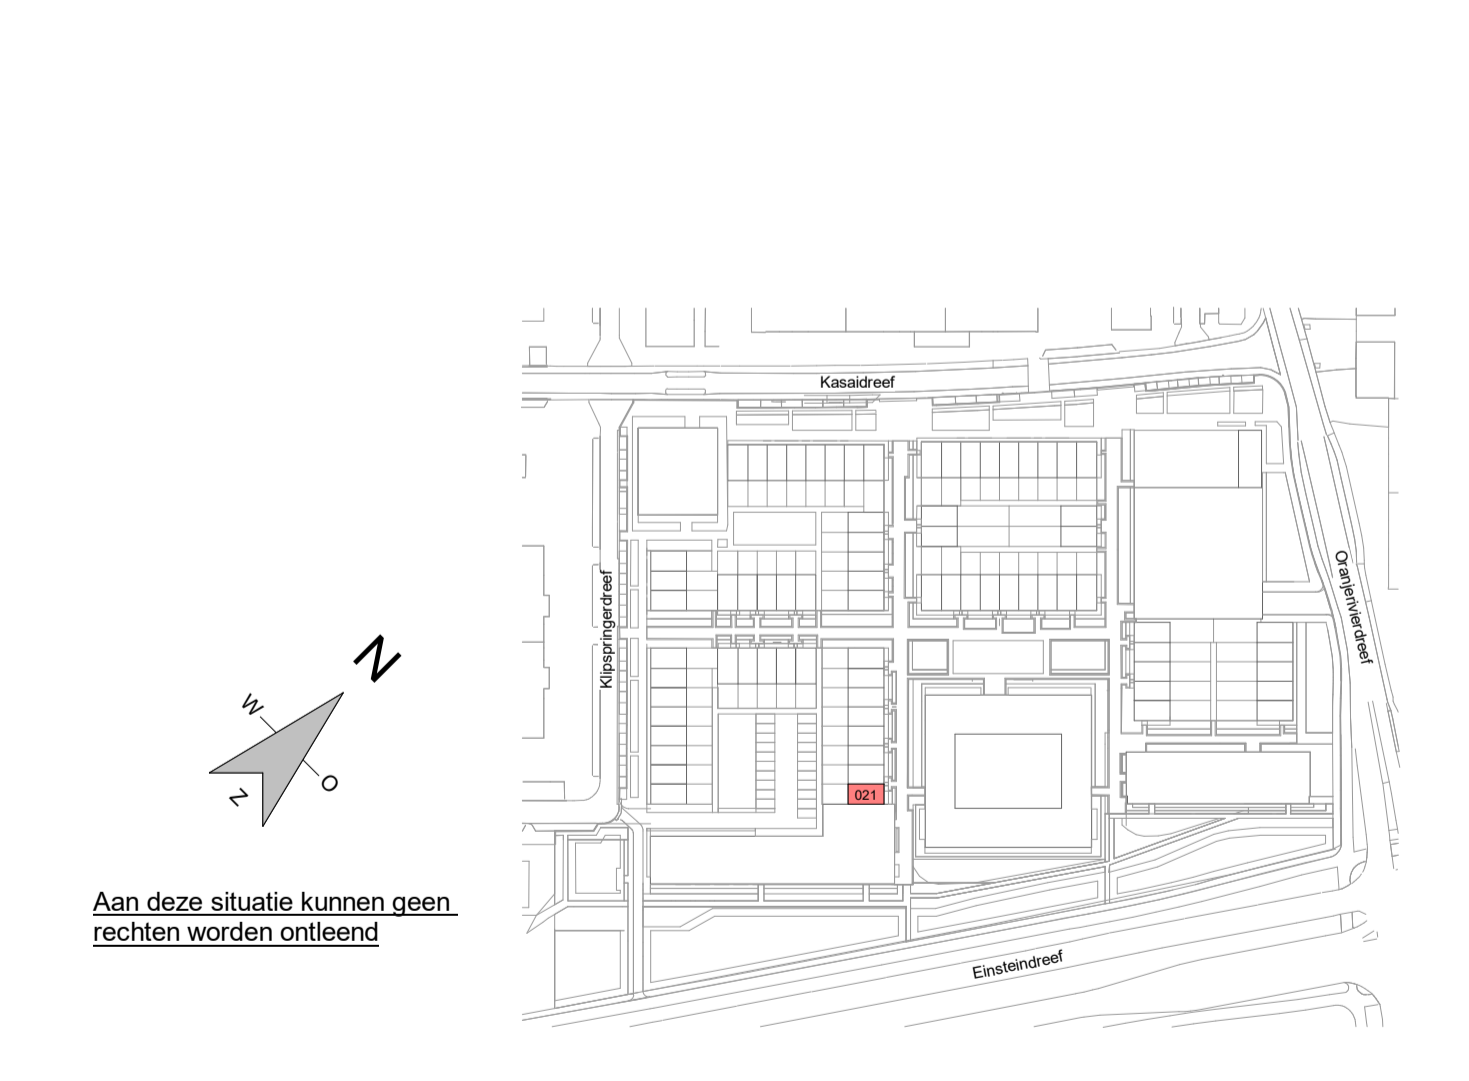 Kasaidreef
Oranjerivierdreef
Klipspringerdreef
N
W
O
Z
021
Aan deze situatie kunnen geen
rechten worden ontleend
Einsteindreef